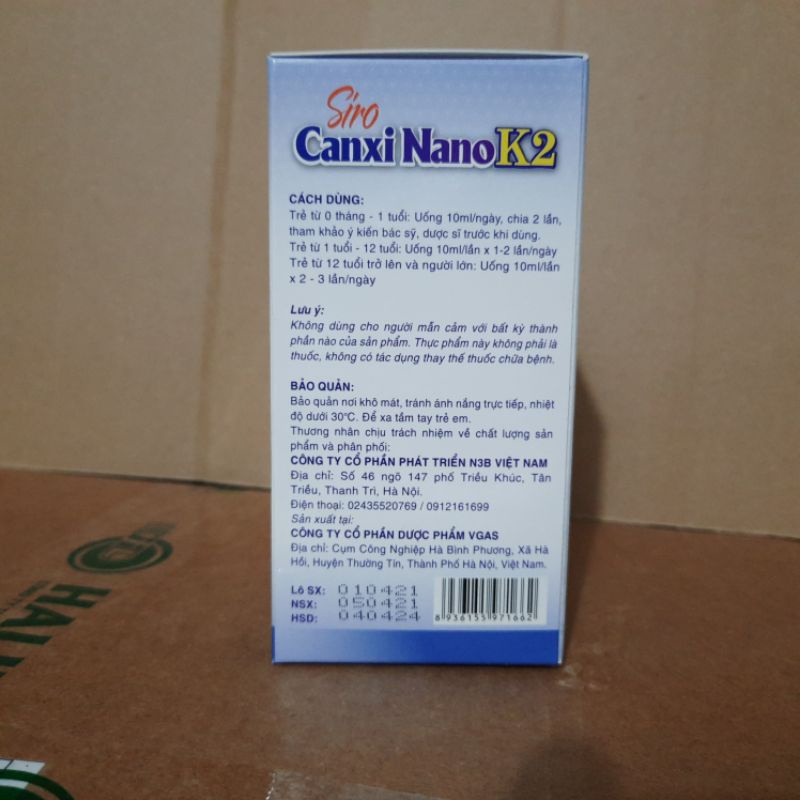 Siro
Canxi Nano K2
CÁCH DÙNG:
Trẻ từ 0 tháng - 1 tuổi: Uống 10ml/ngày, chia 2 lần,
tham khảo ý kiến bác sỹ, dược sĩ trước khi dùng.
Trẻ từ 1 tuổi - 12 tuổi: Uống 10ml/lần x 1-2 lần/ngày
Trẻ từ 12 tuổi trở lên và người lớn: Uống 10ml/lần
x 2 - 3 lần/ngày
Lưu ý:
Không dùng cho người mẫn cảm với bất kỳ thành
phần nào của sản phẩm. Thực phẩm này không phải là
thuốc, không có tác dụng thay thế thuốc chữa bệnh.
BẢO QUẢN:
Bảo quản nơi khô mát, tránh ánh nắng trực tiếp, nhiệt
độ dưới 30°C. Để xa tầm tay trẻ em.
Thương nhân chịu trách nhiệm về chất lượng sản
phẩm và phân phối:
CÔNG TY CỔ PHẦN PHÁT TRIỂN N3B VIỆT NAM
Địa chỉ: Số 46 ngõ 147 phố Triều Khúc, Tân
Triều, Thanh Trì, Hà Nội.
Điện thoại: 02435520769 / 0912161699
Sản xuất tại:
CÔNG TY CỔ PHẦN DƯỢC PHẨM VGAS
Địa chỉ: Cụm Công Nghiệp Hà Bình Phương, Xã Hà
Hồi, Huyện Thường Tín, Thành Phố Hà Nội, Việt Nam.
Lô SX: 010421
NSX: 050421
HSD: 040424
8 936155 971662
HAI